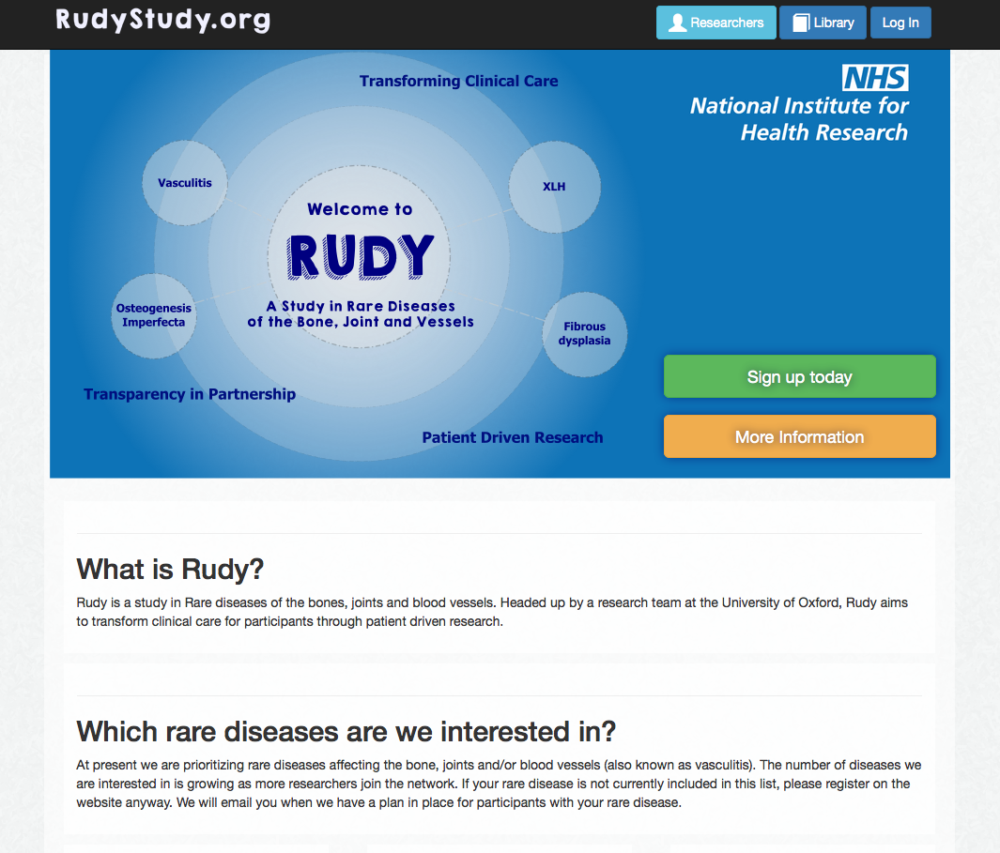 RudyStudy.org
Researchers
Library
Log In
Transforming Clinical Care
NHS
National Institute for
Health Research
Vasculitis
XLH
Welcome to
RUDY
A Study in Rare Diseases
of the Bone, Joint and Vessels
Osteogenesis
Imperfecta
Fibrous
dysplasia
Transparency in Partnership
Patient Driven Research
Sign up today
More Information
What is Rudy?
Rudy is a study in Rare diseases of the bones, joints and blood vessels. Headed up by a research team at the University of Oxford, Rudy aims
to transform clinical care for participants through patient driven research.
Which rare diseases are we interested in?
At present we are prioritizing rare diseases affecting the bone, joints and/or blood vessels (also known as vasculitis). The number of diseases we
are interested in is growing as more researchers join the network. If your rare disease is not currently included in this list, please register on the
website anyway. We will email you when we have a plan in place for participants with your rare disease.